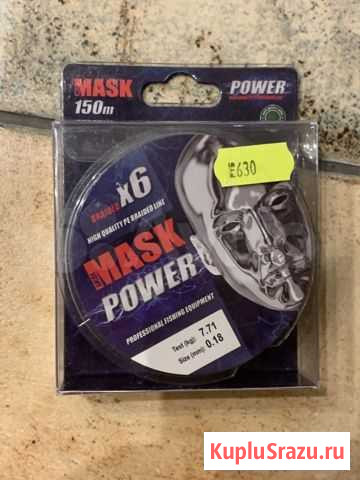 MASK
150m
POWER
630
BRAIDED X6
HIGH QUALITY PE BRAIDED LINE
MASK
POWER
PROFESSIONAL FISHING EQUIPMENT
Test (kg): 7.71
Size (mm): 0.18
KupluSrazu.ru